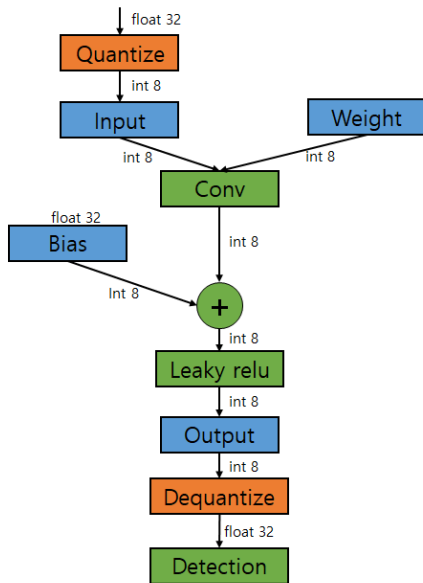 float 32
Quantize
int 8
Input
Weight
int 8
int 8
Conv
float 32
int 8
Bias
Int 8
+
int 8
Leaky relu
int 8
Output
int 8
Dequantize
float 32
Detection